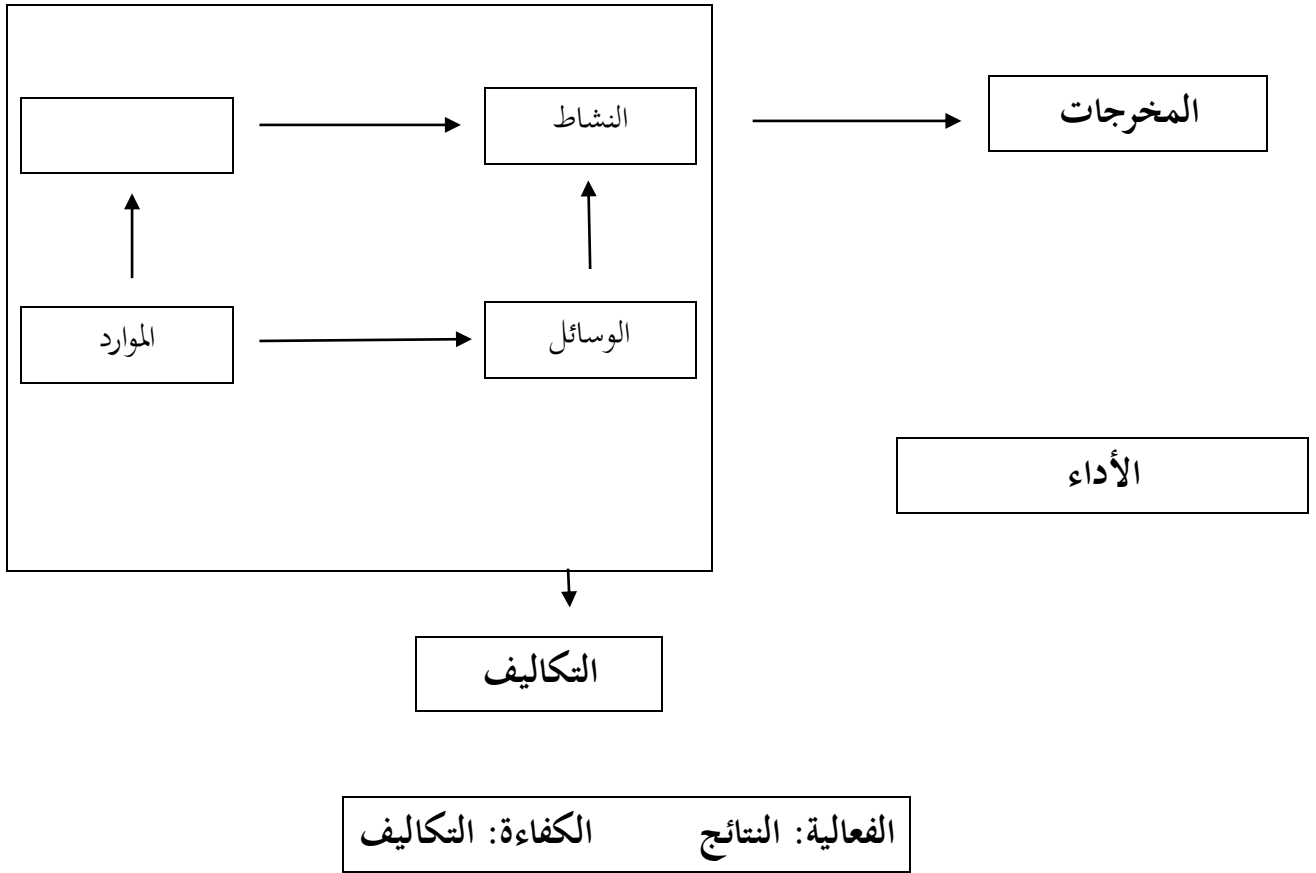 المخرجات
النشاط
الوسائل
الموارد
الأداء
التكاليف
الفعالية: النتائج الكفاءة: التكاليف